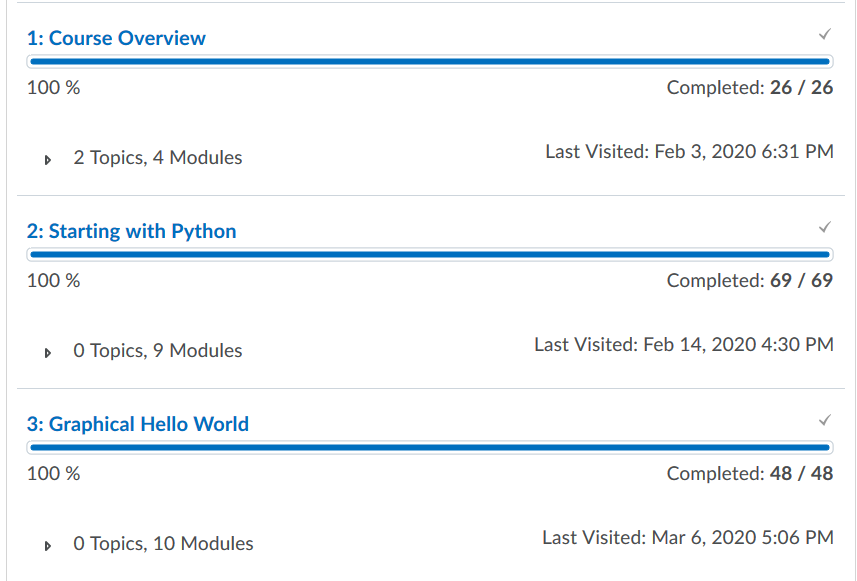 1: Course Overview
100 %
Completed: 26 / 26
2 Topics, 4 Modules
Last Visited: Feb 3, 2020 6:31 PM
2: Starting with Python
100 %
Completed: 69 / 69
0 Topics, 9 Modules
Last Visited: Feb 14, 2020 4:30 PM
3: Graphical Hello World
100 %
Completed: 48 / 48
0 Topics, 10 Modules
Last Visited: Mar 6, 2020 5:06 PM